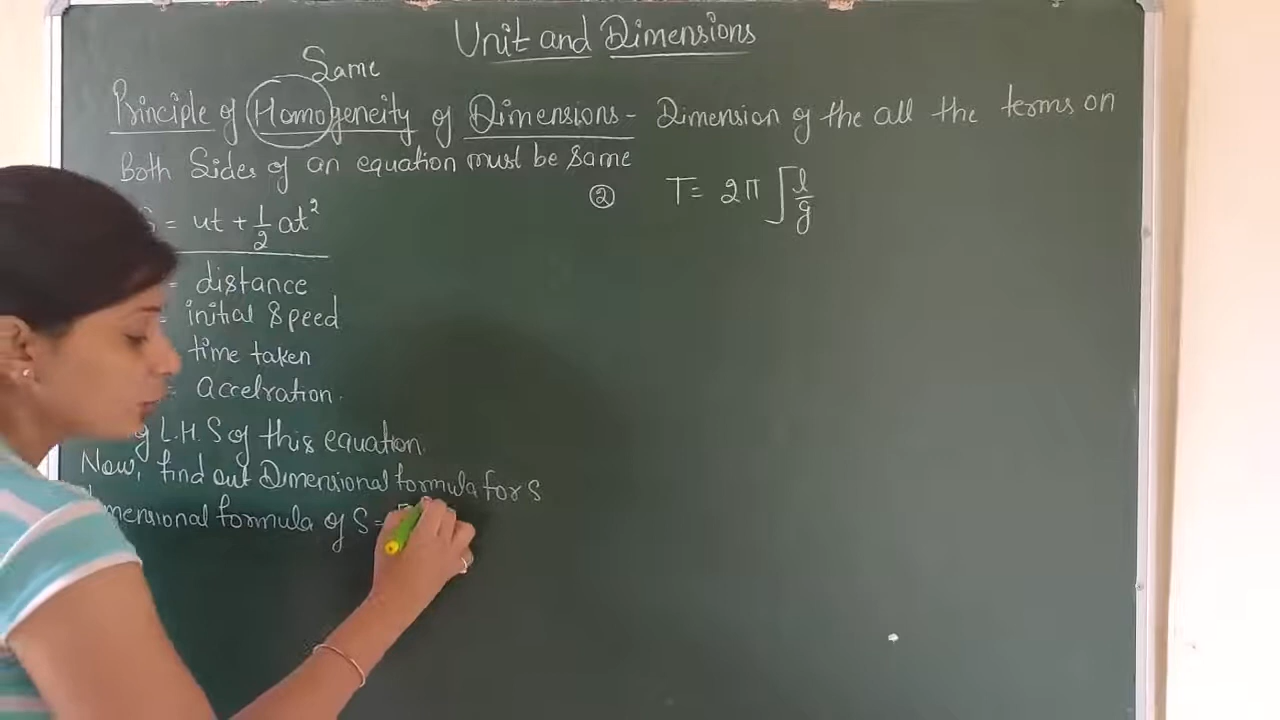 Unit and Dimensions
Same
Principle of Homogeneity of Dimensions - Dimension of the all the terms on
Both Sides of an equation must be Same
S = ut + 1/2 at²
② T = 2π √l/g
= distance
= initial Speed
time taken
= Accelration.
of L.H.S of this equation.
Now, find out Dimensional formula for S
mensional formula of S = [